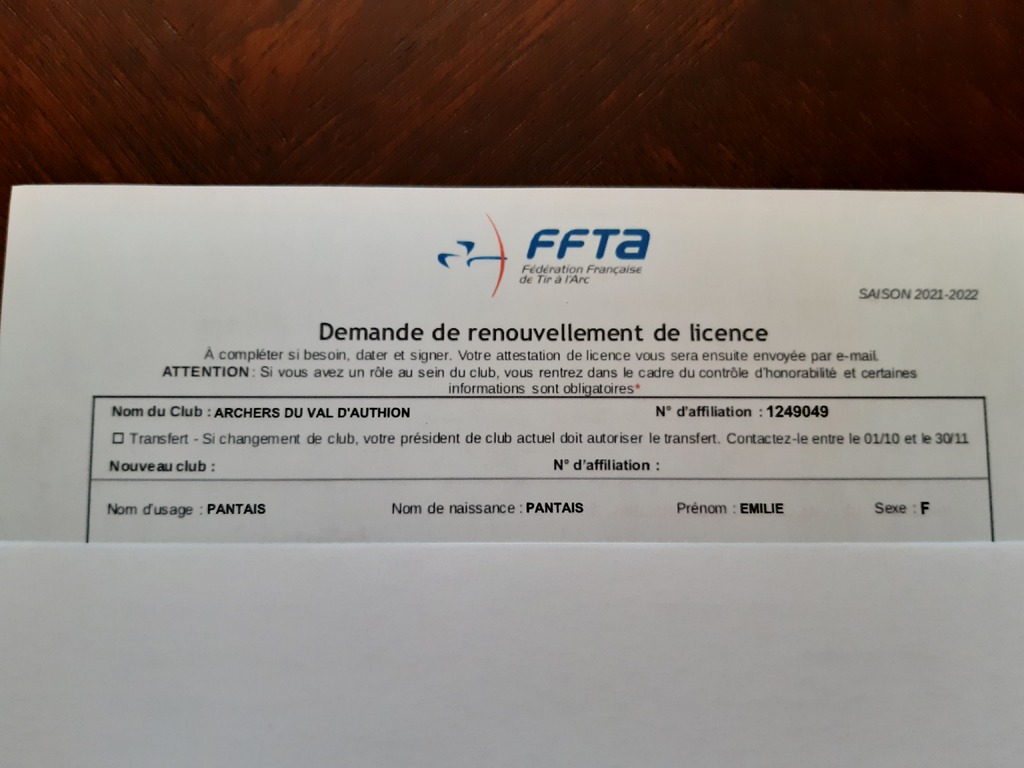 FFTa
Fédération Française
de Tir à l'Arc
SAISON 2021-2022
Demande de renouvellement de licence
À compléter si besoin, dater et signer. Votre attestation de licence vous sera ensuite envoyée par e-mail.
ATTENTION : Si vous avez un rôle au sein du club, vous rentrez dans le cadre du contrôle d'honorabilité et certaines
informations sont obligatoires*
Nom du Club : ARCHERS DU VAL D'AUTHION N° d'affiliation : 1249049
☐ Transfert - Si changement de club, votre président de club actuel doit autoriser le transfert. Contactez-le entre le 01/10 et le 30/11
Nouveau club : N° d'affiliation :
Nom d'usage : PANTAIS Nom de naissance : PANTAIS Prénom : EMILIE Sexe : F